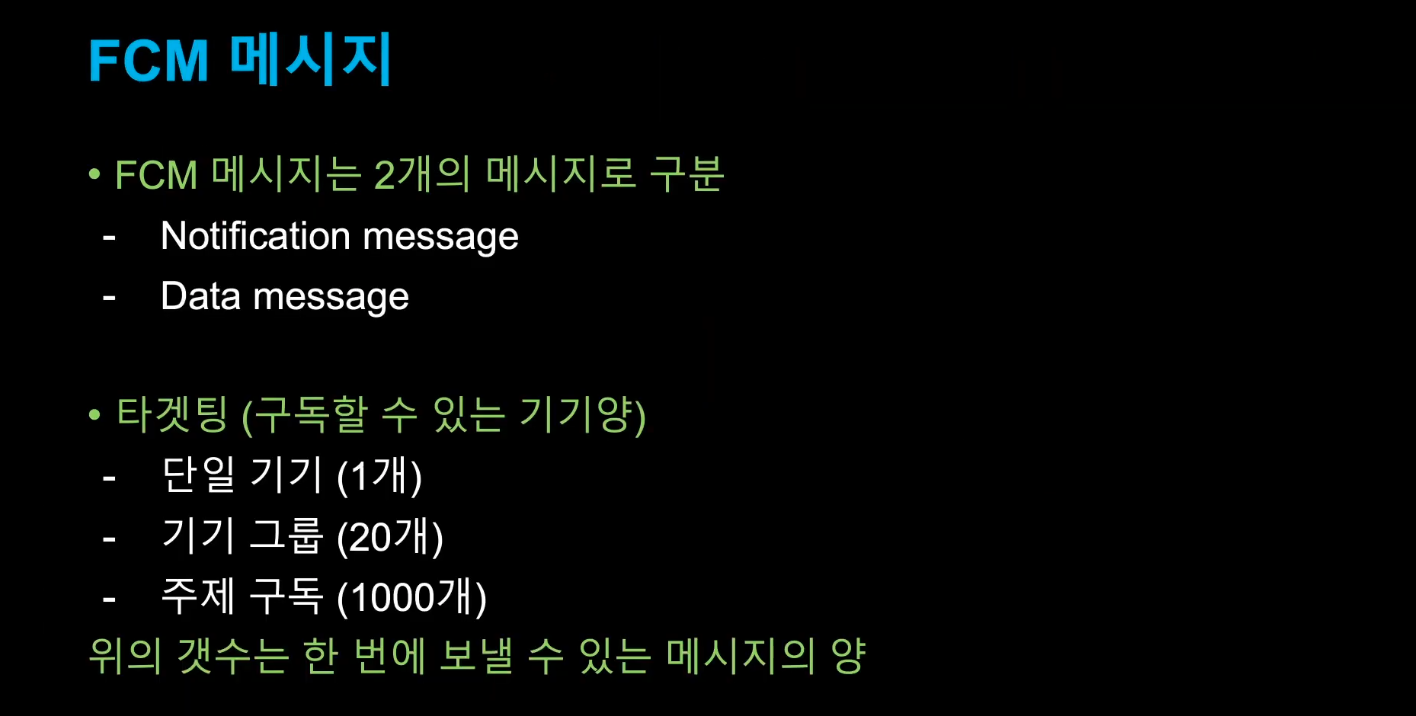 FCM 메시지
• FCM 메시지는 2개의 메시지로 구분
- Notification message
- Data message
• 타겟팅 (구독할 수 있는 기기양)
- 단일 기기 (1개)
- 기기 그룹 (20개)
- 주제 구독 (1000개)
위의 갯수는 한 번에 보낼 수 있는 메시지의 양